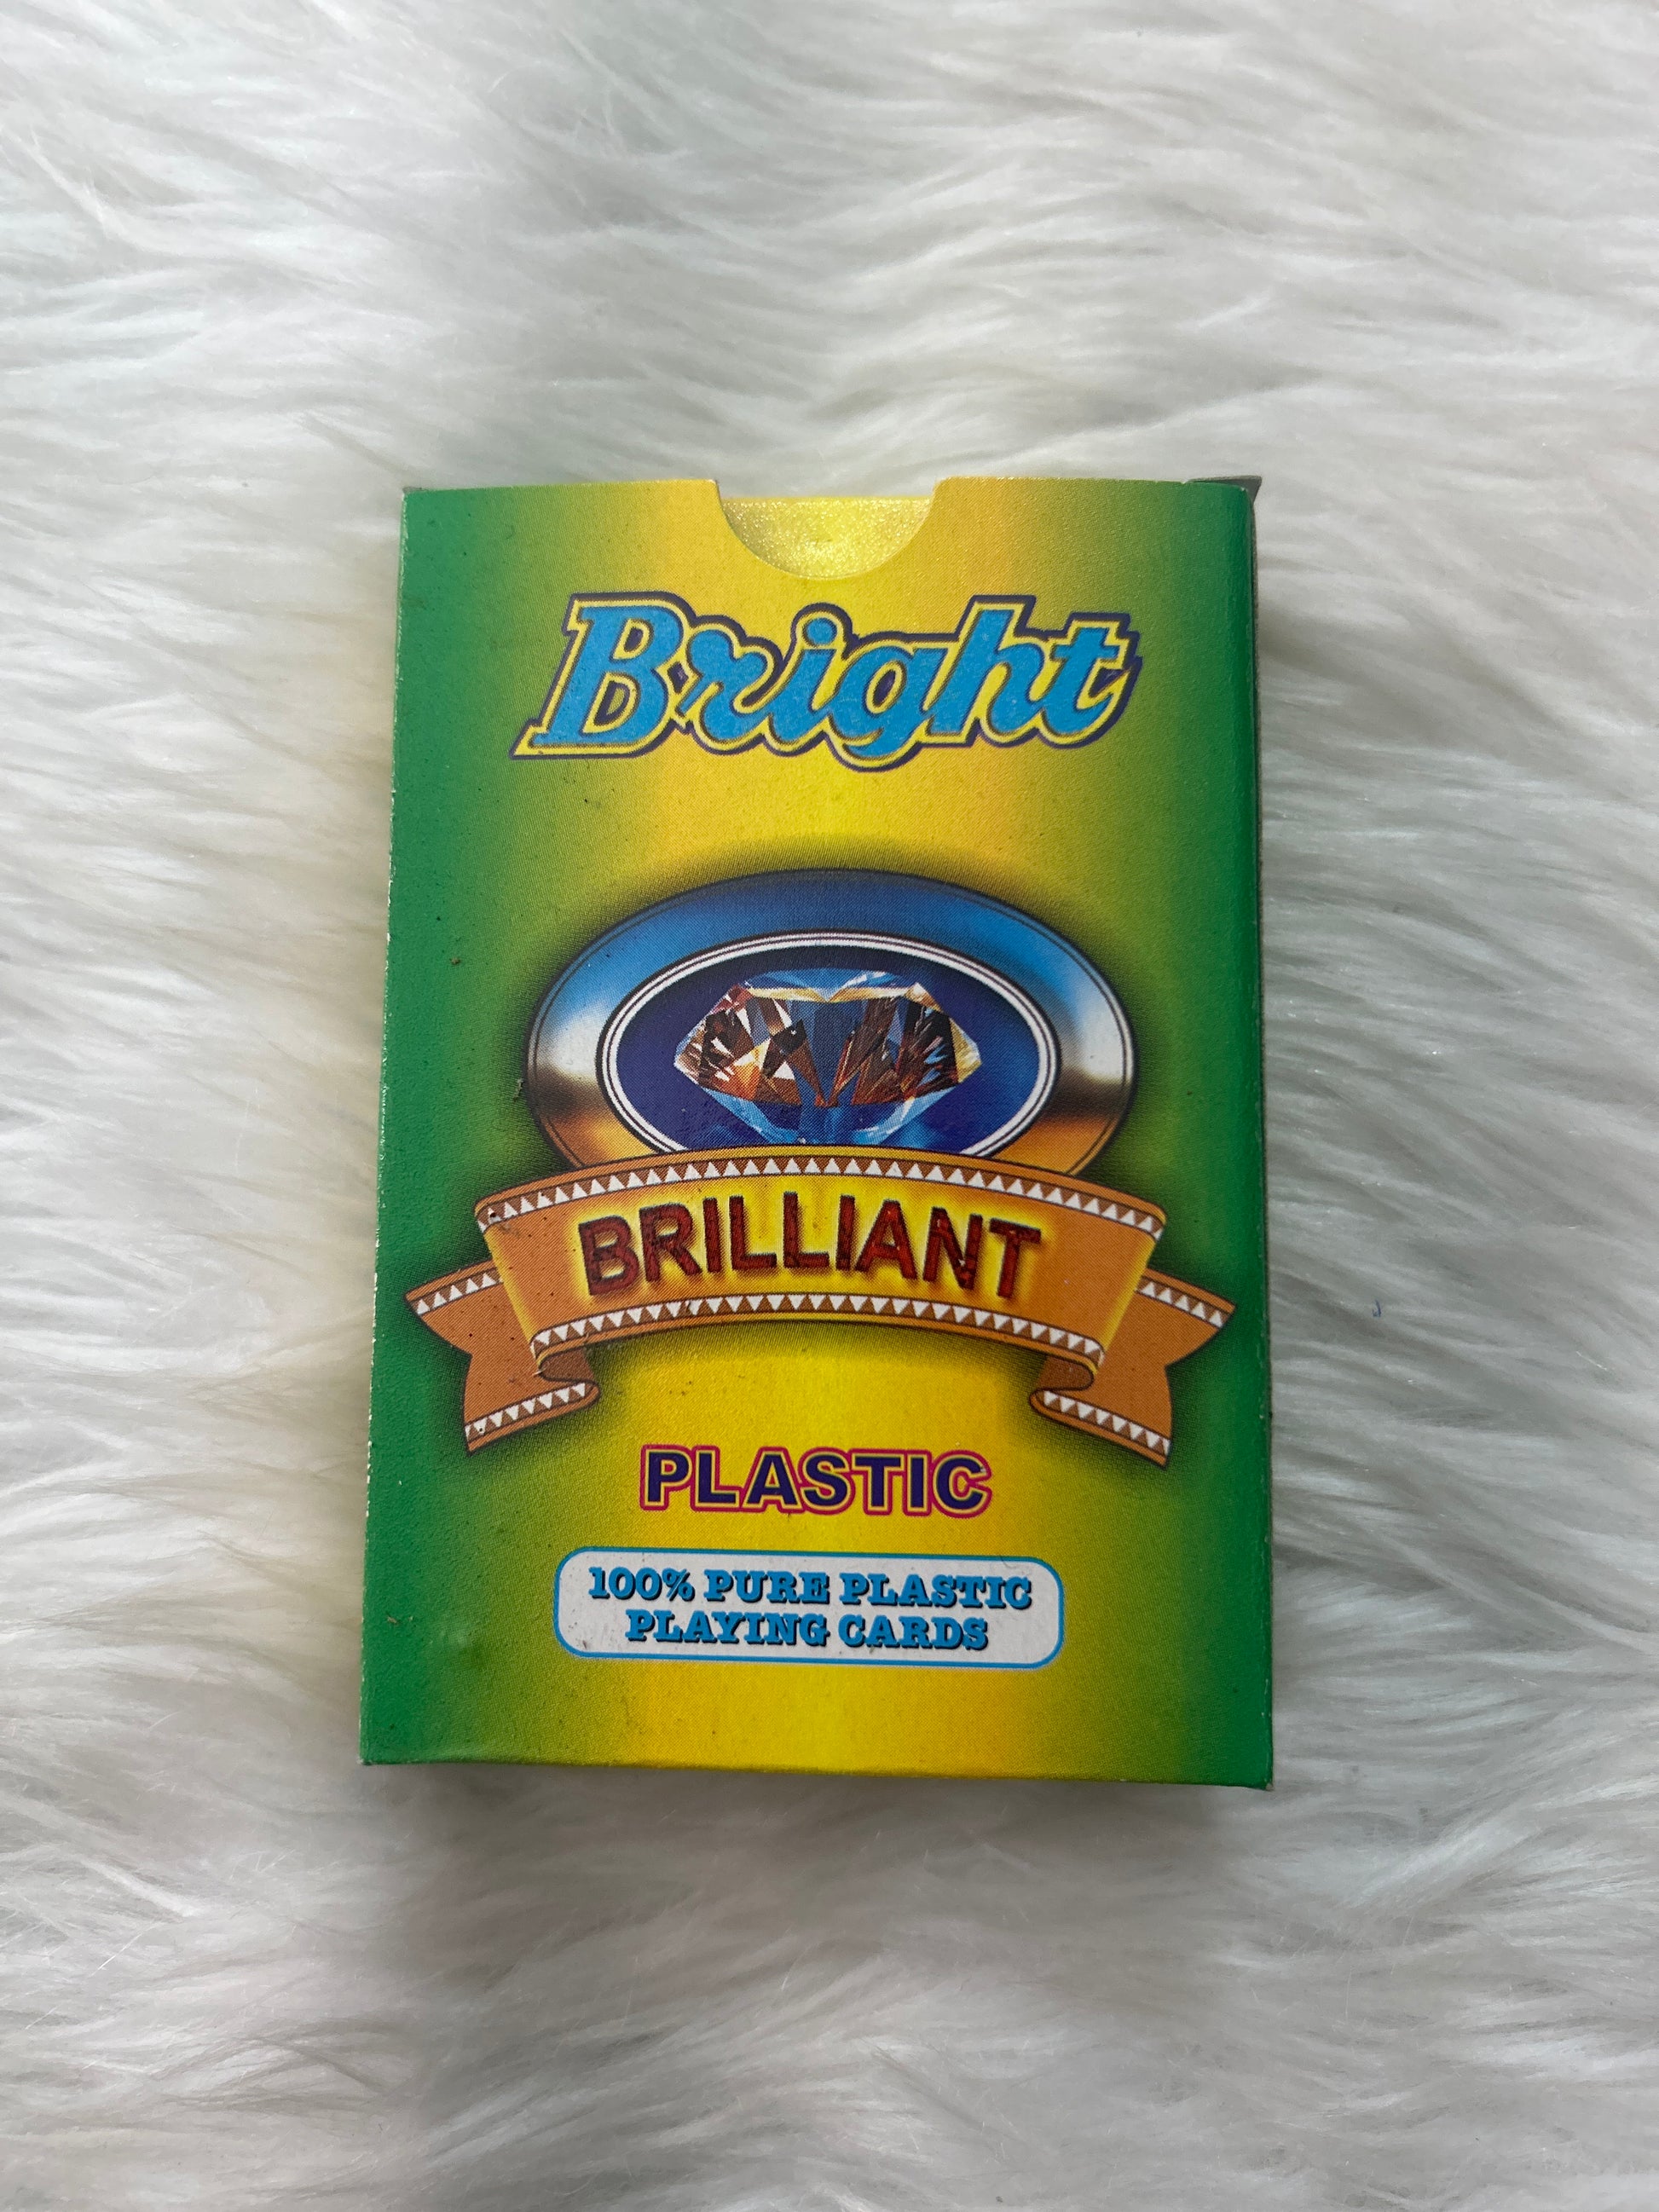 Bright
BRILLIANT
PLASTIC
100% PURE PLASTIC
PLAYING CARDS